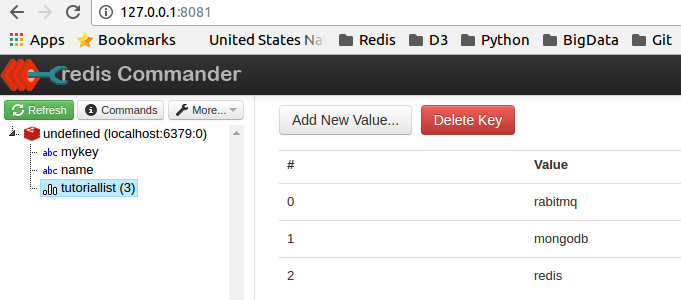 127.0.0.1:8081
Apps Bookmarks United States Na Redis D3 Python BigData Git
redis Commander
Refresh Commands More...
undefined (localhost:6379:0)
abc mykey
abc name
tutoriallist (3)
Add New Value... Delete Key
# Value
0 rabitmq
1 mongodb
2 redis